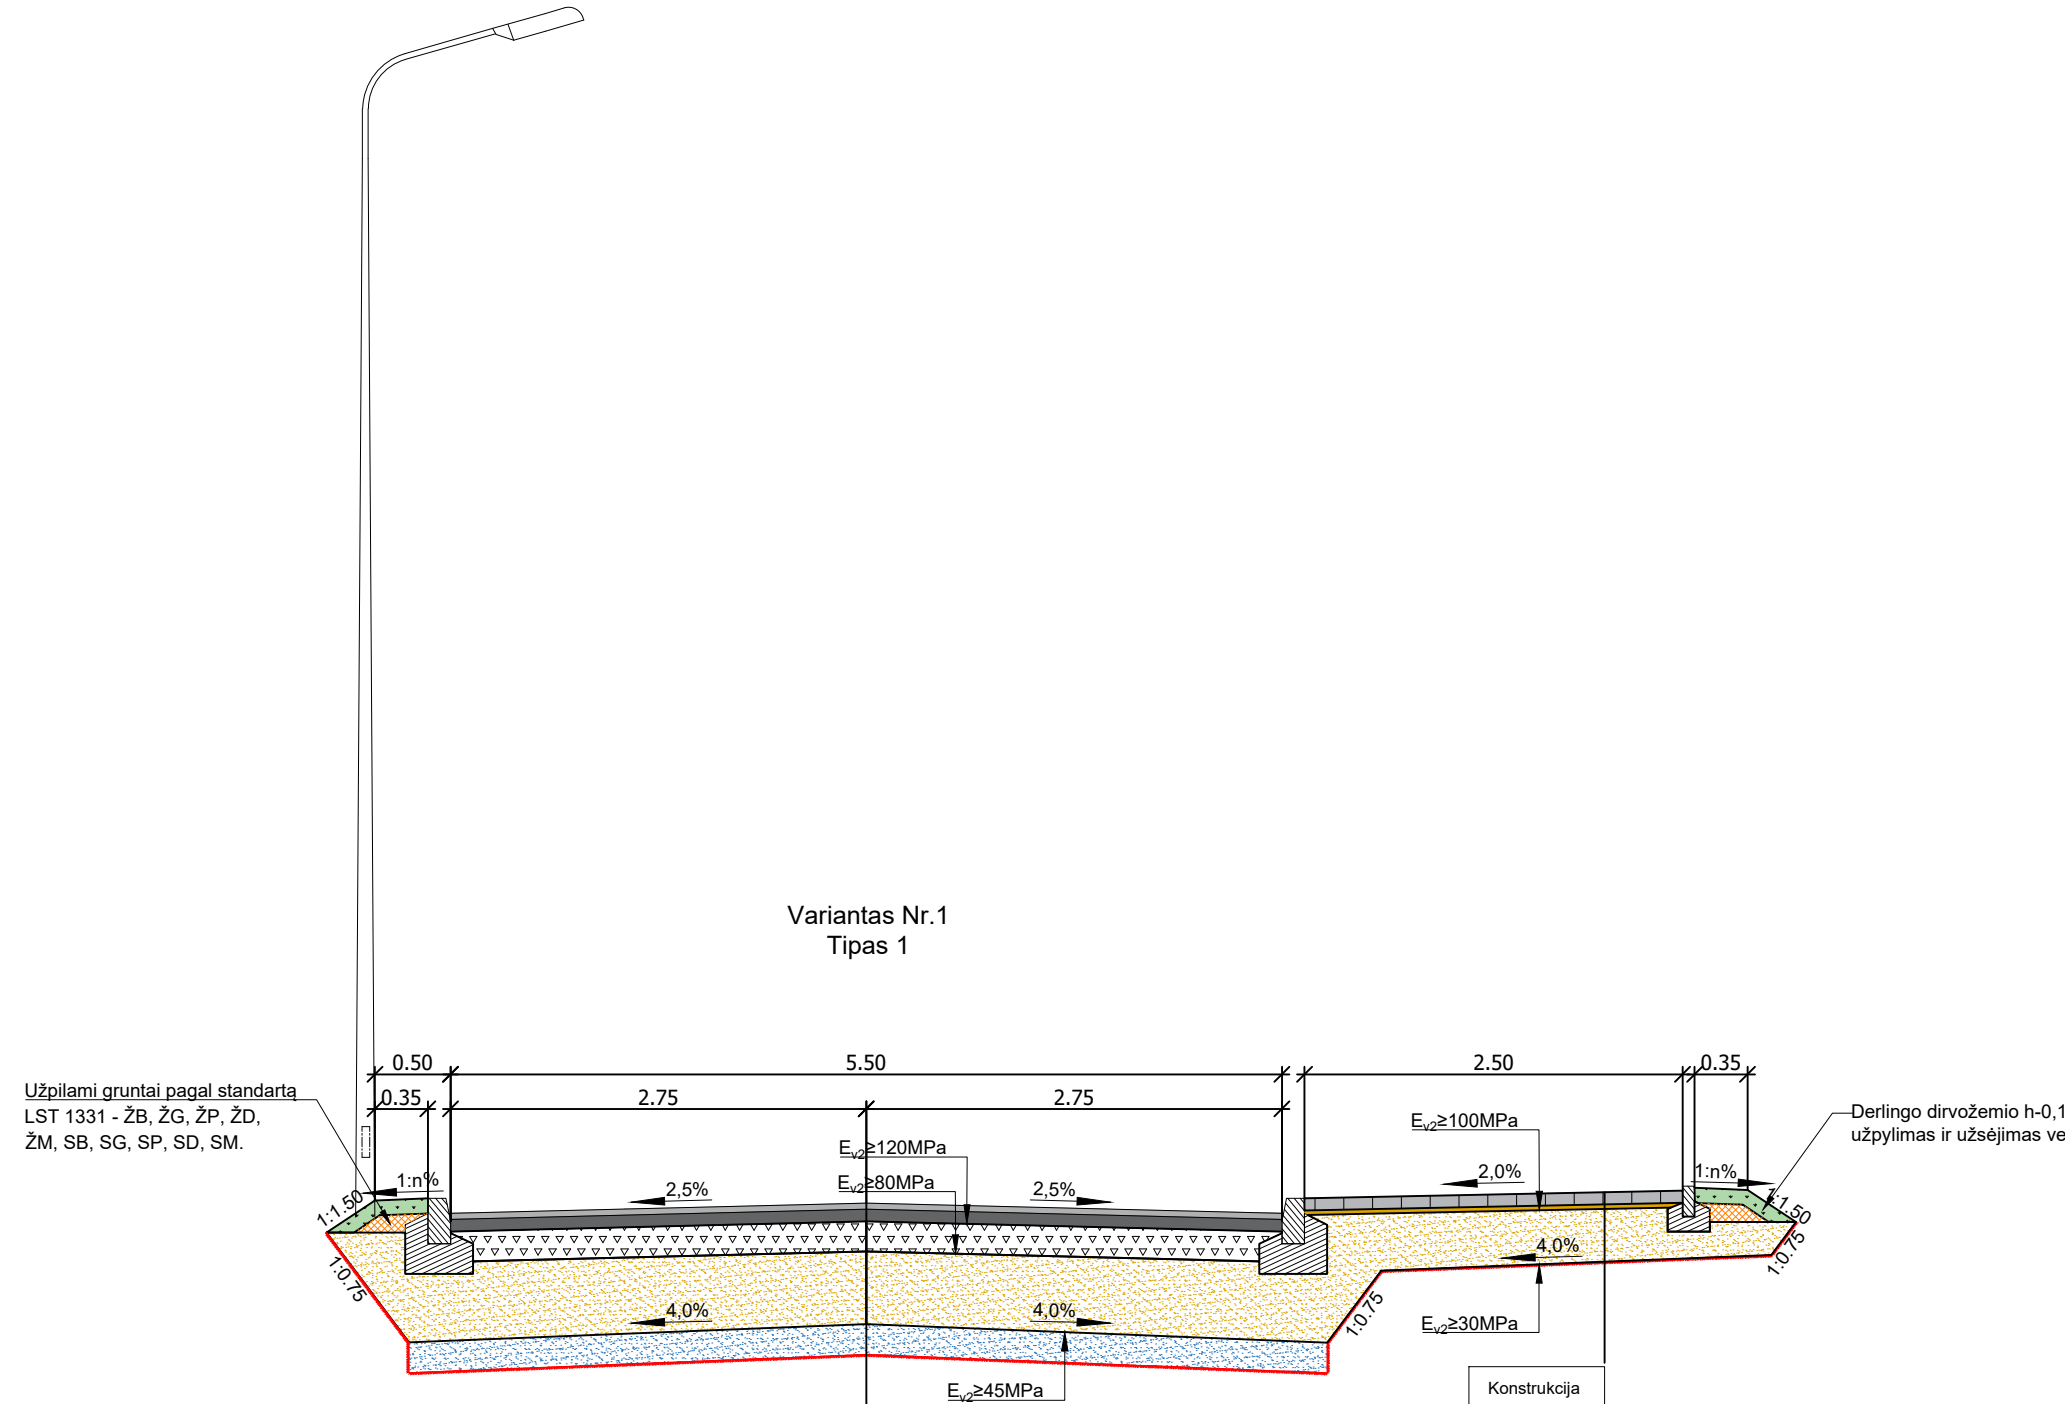 Variantas Nr.1
Tipas 1
0.50
5.50
2.50
0.35
0.35
2.75
2.75
Užpilami gruntai pagal standartą
LST 1331 - ŽB, ŽG, ŽP, ŽD,
ŽM, SB, SG, SP, SD, SM.
Derlingo dirvožemio h-0,1
užpylimas ir užsėjimas ve
Ev2≥100MPa
Ev2≥120MPa
Ev2≥80MPa
1:n%
2,5%
2,5%
2,0%
1:n%
1:1.50
1:1.50
1:0.75
4,0%
1:0.75
4,0%
4,0%
1:0.75
Ev2≥30MPa
Ev2≥45MPa
Konstrukcija